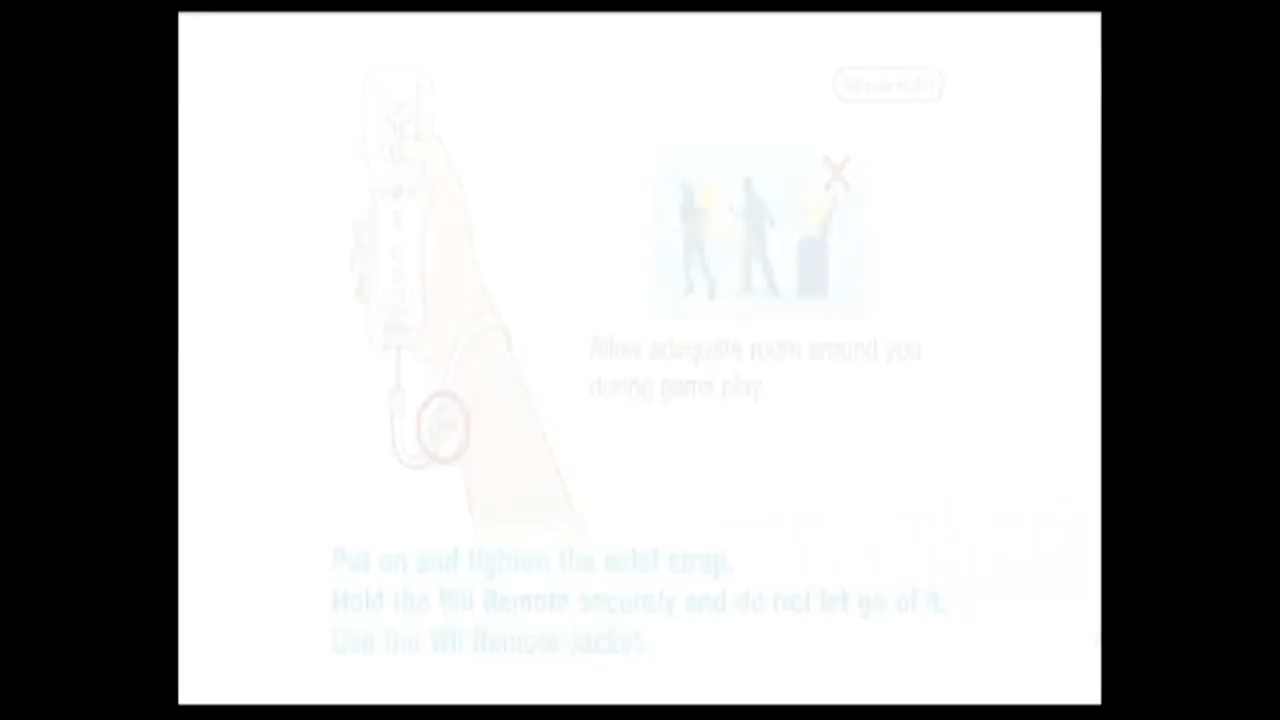 Nintendo
Allow adequate room around you
during game play.
Put on and tighten the wrist strap.
Hold the Wii Remote securely and do not let go of it.
Use the Wii Remote jacket.